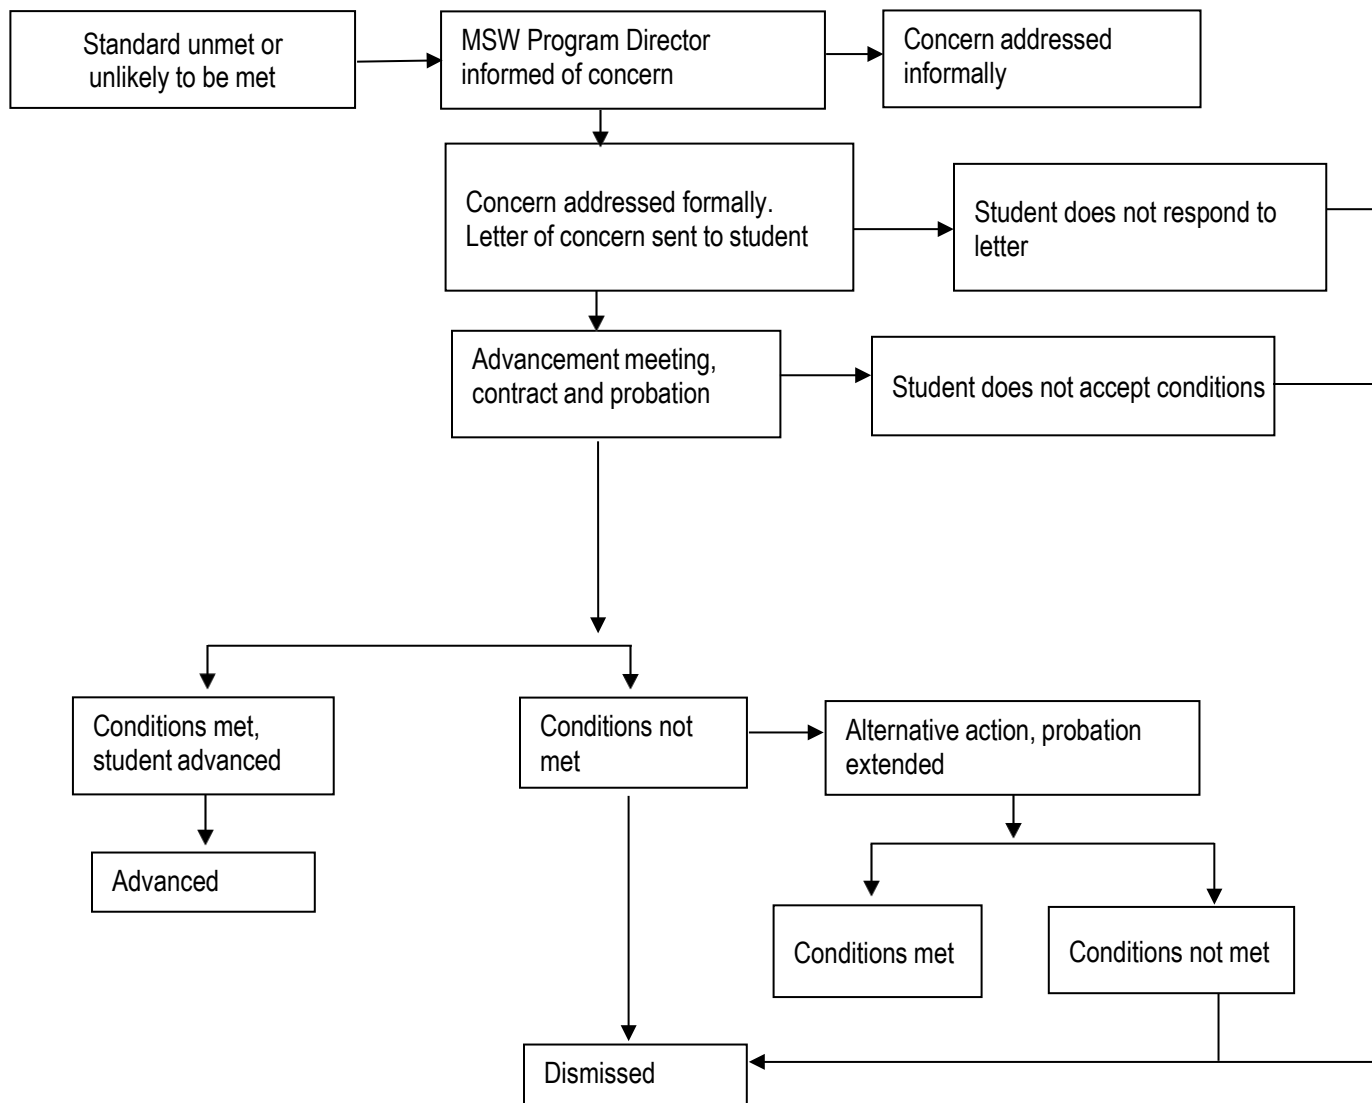 Standard unmet or
unlikely to be met
MSW Program Director
informed of concern
Concern addressed
informally
Concern addressed formally.
Letter of concern sent to student
Student does not respond to
letter
Advancement meeting,
contract and probation
Student does not accept conditions
Conditions met,
student advanced
Conditions not
met
Alternative action, probation
extended
Advanced
Conditions met
Conditions not met
Dismissed